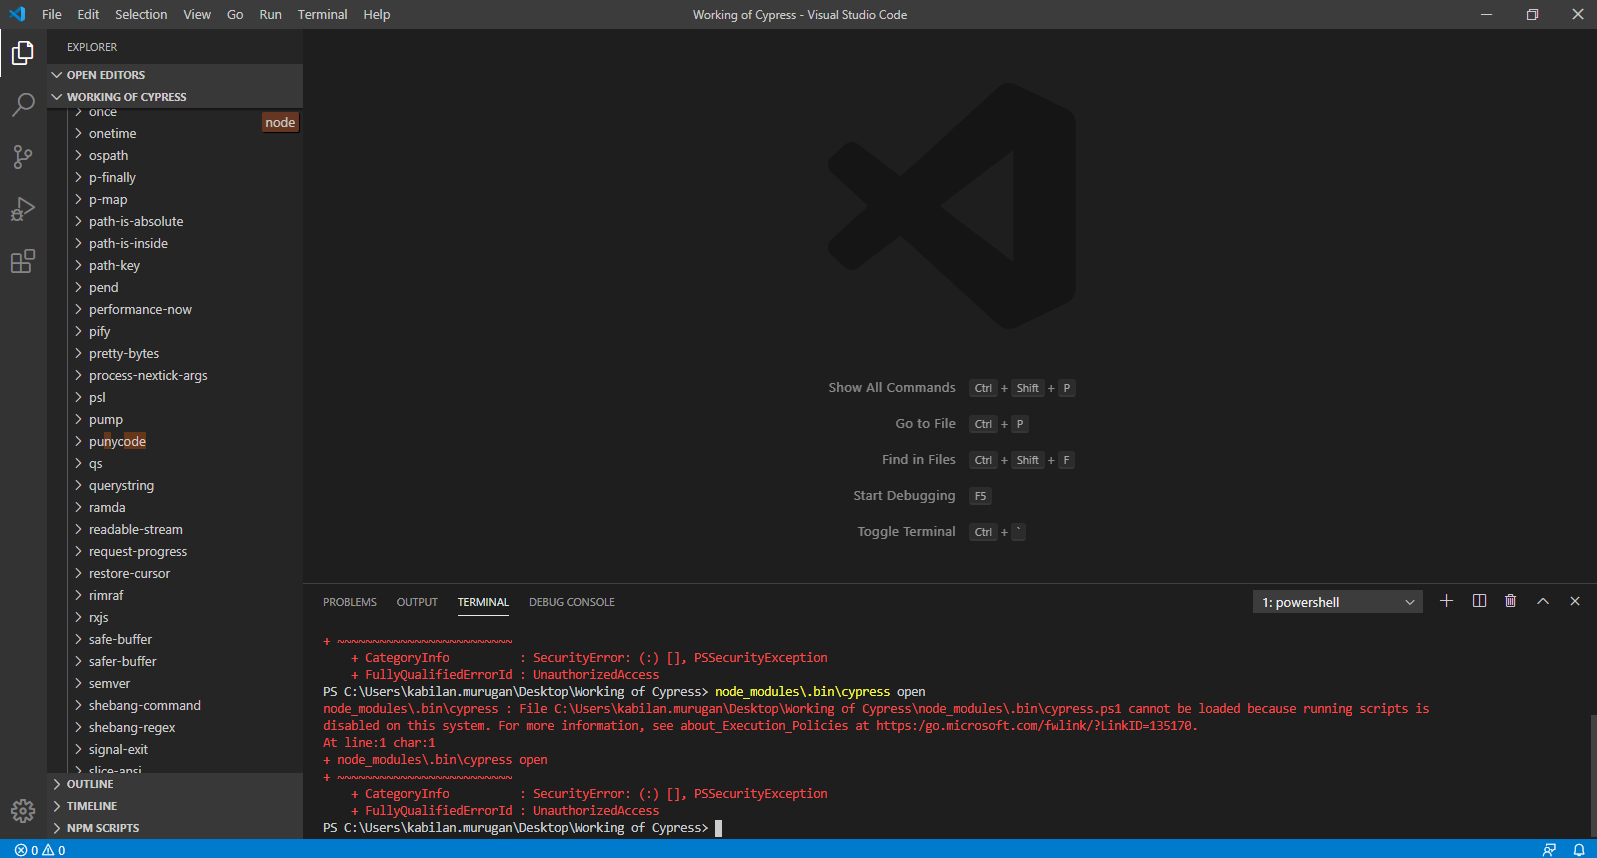 File Edit Selection View Go Run Terminal Help
Working of Cypress - Visual Studio Code
EXPLORER
OPEN EDITORS
WORKING OF CYPRESS
once
node
onetime
ospath
p-finally
p-map
path-is-absolute
path-is-inside
path-key
pend
performance-now
pify
pretty-bytes
process-nextick-args
psl
pump
punycode
qs
querystring
ramda
readable-stream
request-progress
restore-cursor
rimraf
rxjs
safe-buffer
safer-buffer
semver
shebang-command
shebang-regex
signal-exit
slice-ansi
OUTLINE
TIMELINE
NPM SCRIPTS
Show All Commands Ctrl + Shift + P
Go to File Ctrl + P
Find in Files Ctrl + Shift + F
Start Debugging F5
Toggle Terminal Ctrl + `
PROBLEMS OUTPUT TERMINAL DEBUG CONSOLE
1: powershell
+ ~~~~~~~~~~~~~~~~~~~~~~~~~
+ CategoryInfo : SecurityError: (:) [], PSSecurityException
+ FullyQualifiedErrorId : UnauthorizedAccess
PS C:\Users\kabilan.murugan\Desktop\Working of Cypress> node_modules\.bin\cypress open
node_modules\.bin\cypress : File C:\Users\kabilan.murugan\Desktop\Working of Cypress\node_modules\.bin\cypress.ps1 cannot be loaded because running scripts is
disabled on this system. For more information, see about_Execution_Policies at https:/go.microsoft.com/fwlink/?LinkID=135170.
At line:1 char:1
+ node_modules\.bin\cypress open
+ ~~~~~~~~~~~~~~~~~~~~~~~~~
+ CategoryInfo : SecurityError: (:) [], PSSecurityException
+ FullyQualifiedErrorId : UnauthorizedAccess
PS C:\Users\kabilan.murugan\Desktop\Working of Cypress>
0 0